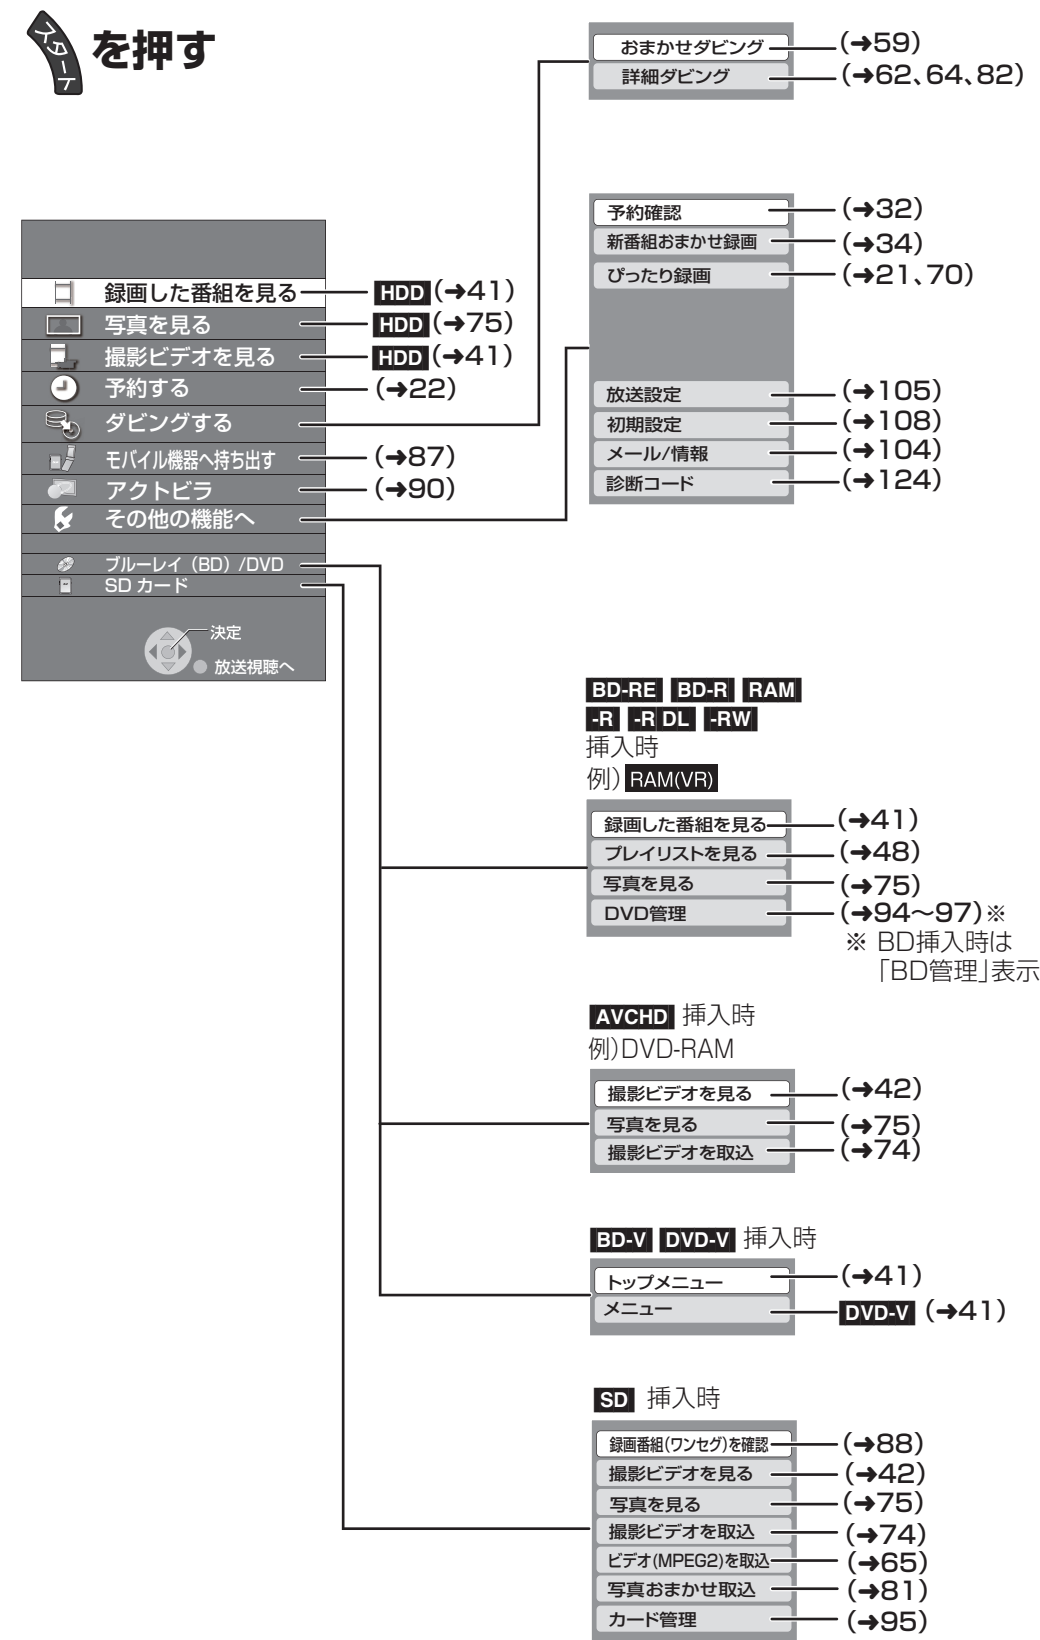 スタート を押す
おまかせダビング (➜59)
詳細ダビング (➜62、64、82)
予約確認 (➜32)
新番組おまかせ録画 (➜34)
ぴったり録画 (➜21、70)
放送設定 (➜105)
初期設定 (➜108)
メール/情報 (➜104)
診断コード (➜124)
録画した番組を見る HDD (➜41)
写真を見る HDD (➜75)
撮影ビデオを見る HDD (➜41)
予約する (➜22)
ダビングする
モバイル機器へ持ち出す (➜87)
アクトビラ (➜90)
その他の機能へ
ブルーレイ(BD)/DVD
SD カード
決定
放送視聴へ
BD-RE BD-R RAM
-R -R DL -RW
挿入時
例) RAM(VR)
録画した番組を見る (➜41)
プレイリストを見る (➜48)
写真を見る (➜75)
DVD管理 (➜94～97)※
※ BD挿入時は
「BD管理」表示
AVCHD 挿入時
例)DVD-RAM
撮影ビデオを見る (➜42)
写真を見る (➜75)
撮影ビデオを取込 (➜74)
BD-V DVD-V 挿入時
トップメニュー (➜41)
メニュー DVD-V (➜41)
SD 挿入時
録画番組(ワンセグ)を確認 (➜88)
撮影ビデオを見る (➜42)
写真を見る (➜75)
撮影ビデオを取込 (➜74)
ビデオ(MPEG2)を取込 (➜65)
写真おまかせ取込 (➜81)
カード管理 (➜95)